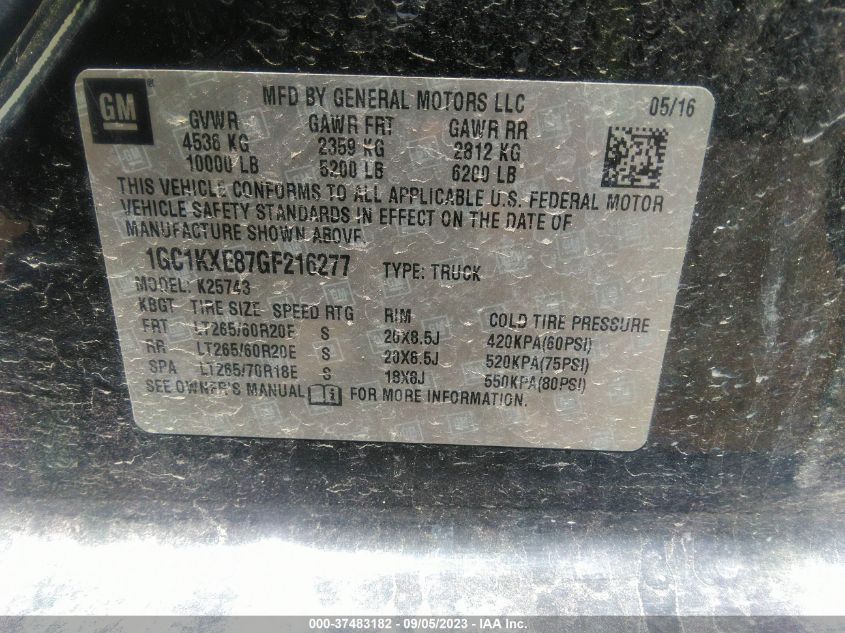 GM
MFD BY GENERAL MOTORS LLC 05/16
GVWR GAWR FRT GAWR RR
4536 KG 2359 KG 2812 KG
10000 LB 5200 LB 6200 LB
THIS VEHICLE CONFORMS TO ALL APPLICABLE U.S. FEDERAL MOTOR
VEHICLE SAFETY STANDARDS IN EFFECT ON THE DATE OF
MANUFACTURE SHOWN ABOVE.
1GC1KXE87GF216277 TYPE: TRUCK
MODEL: K25743
KBGT TIRE SIZE SPEED RTG RIM COLD TIRE PRESSURE
FRT LT265/60R20E S 20X8.5J 420KPA(60PSI)
RR LT265/60R20E S 20X8.5J 520KPA(75PSI)
SPA LT265/70R18E S 18X8J 550KPA(80PSI)
SEE OWNER'S MANUAL FOR MORE INFORMATION.
000-37483182 - 09/05/2023 - IAA Inc.